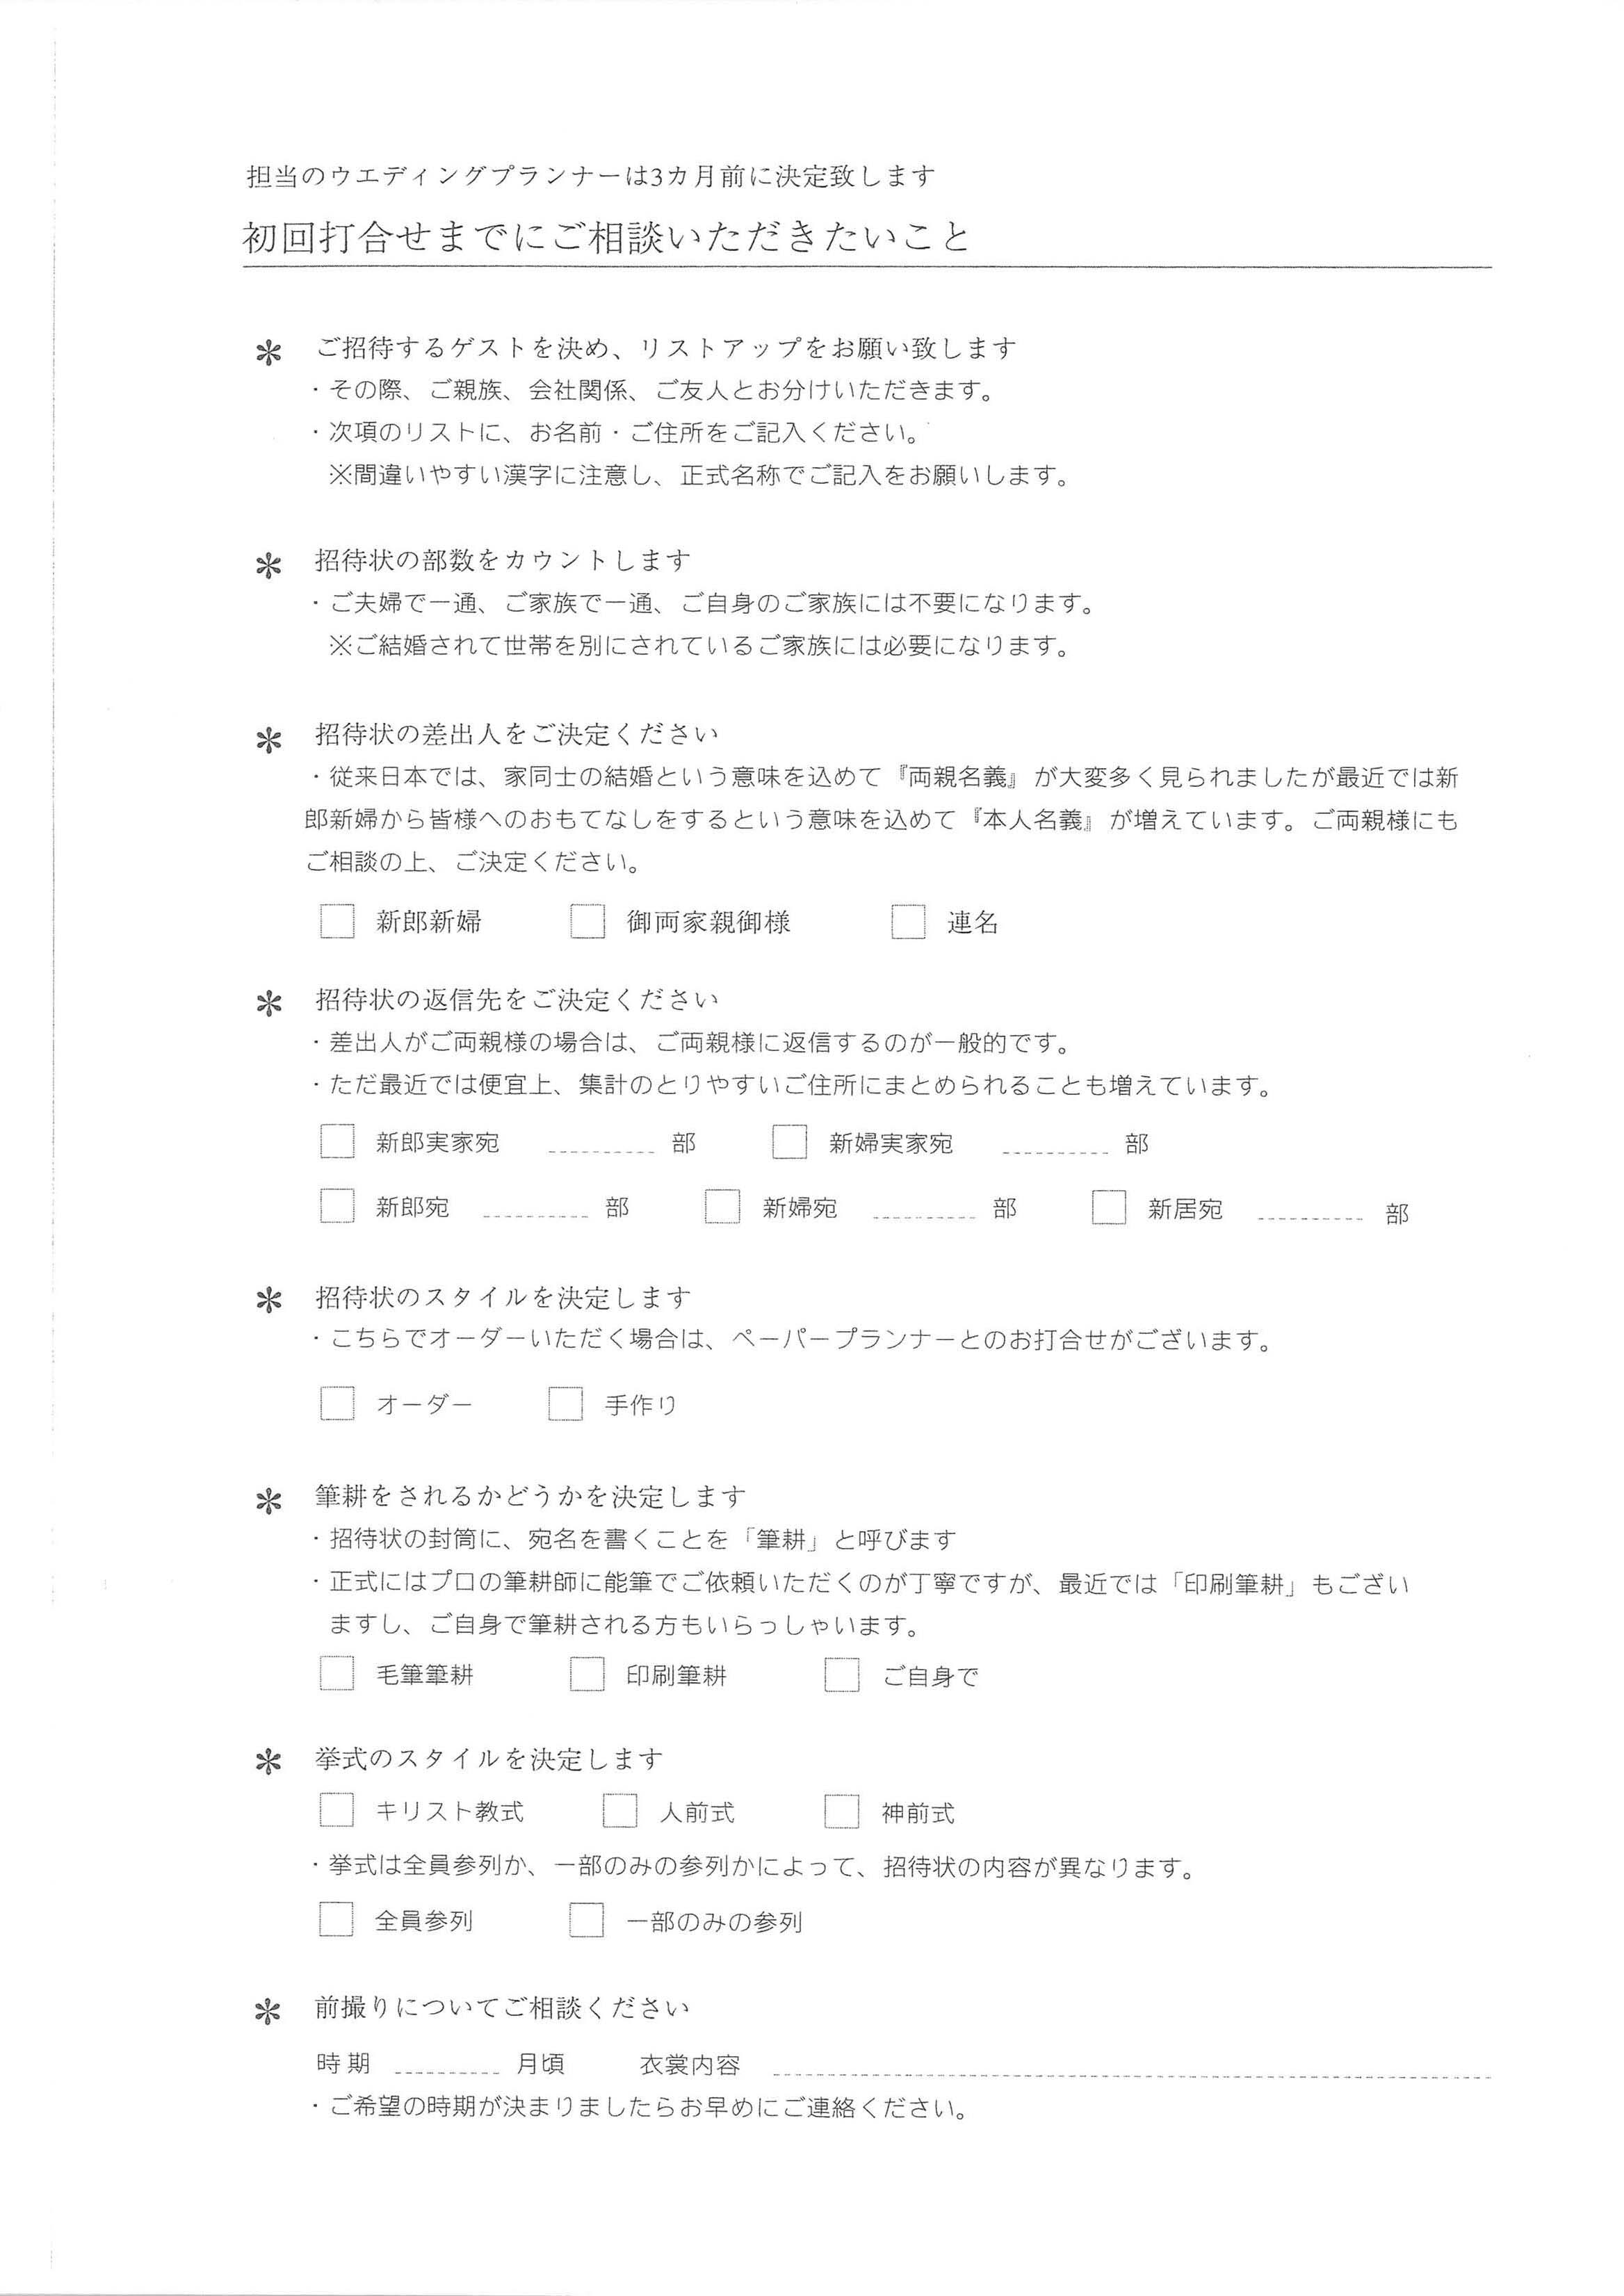 担当のウエディングプランナーは3カ月前に決定致します
初回打合せまでにご相談いただきたいこと
＊ ご招待するゲストを決め、リストアップをお願い致します
・その際、ご親族、会社関係、ご友人とお分けいただきます。
・次項のリストに、お名前・ご住所をご記入ください。
※間違いやすい漢字に注意し、正式名称でご記入をお願いします。
＊ 招待状の部数をカウントします
・ご夫婦で一通、ご家族で一通、ご自身のご家族には不要になります。
※ご結婚されて世帯を別にされているご家族には必要になります。
＊ 招待状の差出人をご決定ください
・従来日本では、家同士の結婚という意味を込めて『両親名義』が大変多く見られましたが最近では新
郎新婦から皆様へのおもてなしをするという意味を込めて『本人名義』が増えています。ご両親様にも
ご相談の上、ご決定ください。
□ 新郎新婦 □ 御両家親御様 □ 連名
＊ 招待状の返信先をご決定ください
・差出人がご両親様の場合は、ご両親様に返信するのが一般的です。
・ただ最近では便宜上、集計のとりやすいご住所にまとめられることも増えています。
□ 新郎実家宛 部 □ 新婦実家宛 部
□ 新郎宛 部 □ 新婦宛 部 □ 新居宛 部
＊ 招待状のスタイルを決定します
・こちらでオーダーいただく場合は、ペーパープランナーとのお打合せがございます。
□ オーダー □ 手作り
＊ 筆耕をされるかどうかを決定します
・招待状の封筒に、宛名を書くことを「筆耕」と呼びます
・正式にはプロの筆耕師に能筆でご依頼いただくのが丁寧ですが、最近では「印刷筆耕」もござい
ますし、ご自身で筆耕される方もいらっしゃいます。
□ 毛筆筆耕 □ 印刷筆耕 □ ご自身で
＊ 挙式のスタイルを決定します
□ キリスト教式 □ 人前式 □ 神前式
・挙式は全員参列か、一部のみの参列かによって、招待状の内容が異なります。
□ 全員参列 □ 一部のみの参列
＊ 前撮りについてご相談ください
時期 月頃 衣裳内容
・ご希望の時期が決まりましたらお早めにご連絡ください。